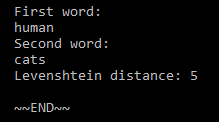 First word:
human
Second word:
cats
Levenshtein distance: 5
~~END~~